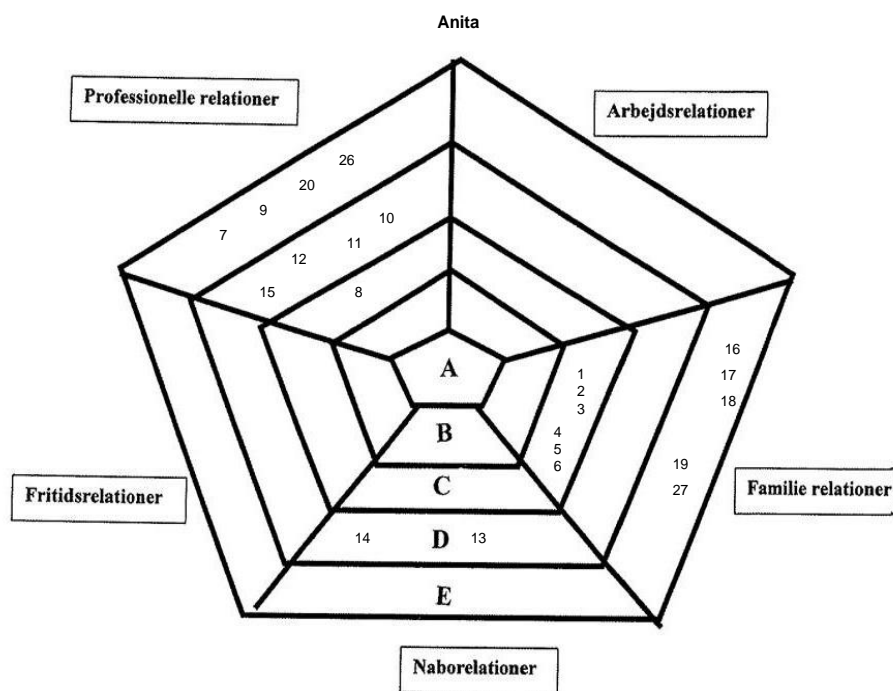 Anita
Professionelle relationer
Arbejdsrelationer
26
20
9
10
7
11
12
15
8
16
1
17
2
18
3
A
4
B
5
6
19
27
C
Fritidsrelationer
Familie relationer
14
D
13
E
Naborelationer